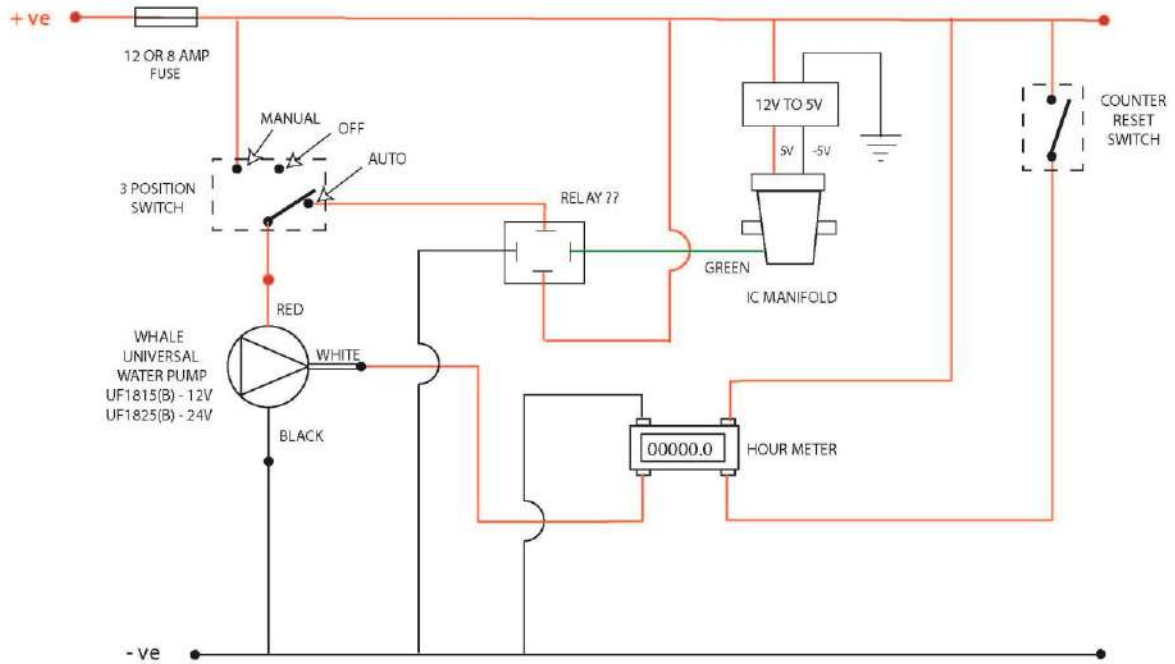 + ve
12 OR 8 AMP
FUSE
MANUAL
OFF
AUTO
3 POSITION
SWITCH
RELAY ??
12V TO 5V
5V
-5V
COUNTER
RESET
SWITCH
GREEN
IC MANIFOLD
RED
WHALE
UNIVERSAL
WATER PUMP
UF1815(B) - 12V
UF1825(B) - 24V
WHITE
BLACK
00000.0
HOUR METER
- ve